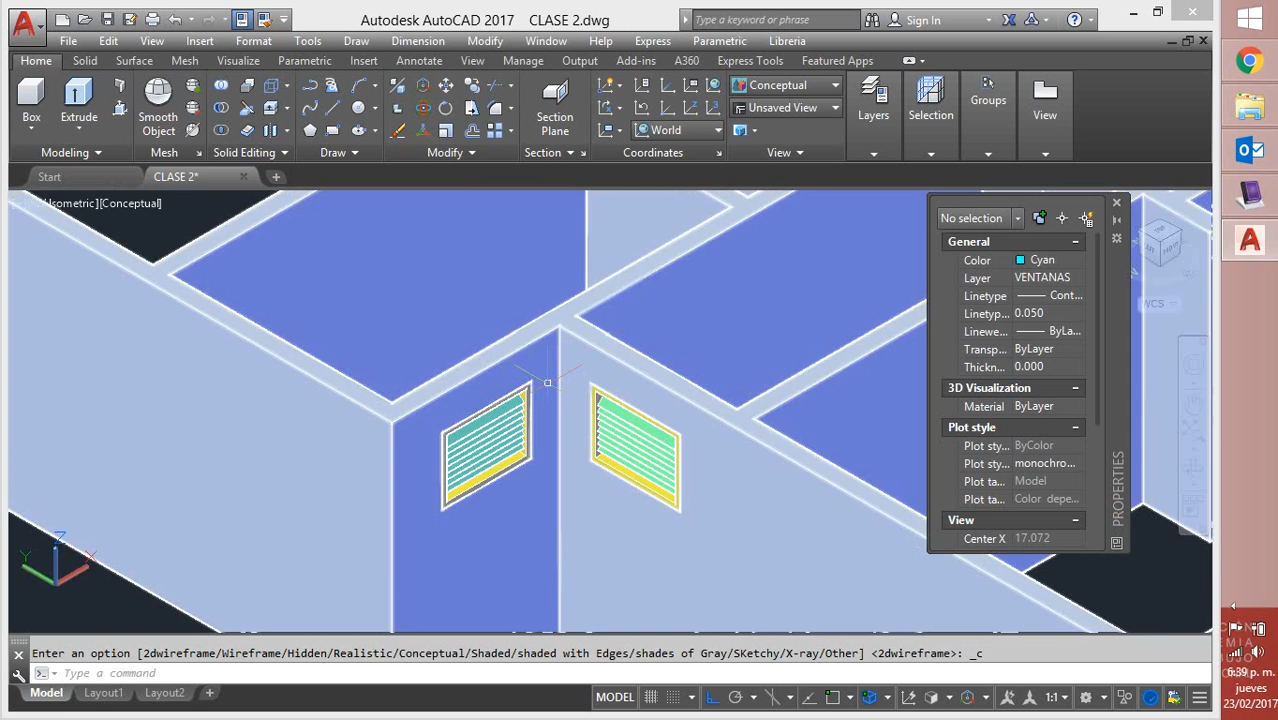 Autodesk AutoCAD 2017 CLASE 2.dwg
Type a keyword or phrase
Sign In
File Edit View Insert Format Tools Draw Dimension Modify Window Help Express Parametric Libreria
Home Solid Surface Mesh Visualize Parametric Insert Annotate View Manage Output Add-ins A360 Express Tools Featured Apps
Box Extrude Smooth Object Section Plane
Conceptual
Unsaved View
World
Layers Selection Groups View
Modeling Mesh Solid Editing Draw Modify Section Coordinates View
Start CLASE 2*
sometric][Conceptual]
No selection
General
Color Cyan
Layer VENTANAS
Linetype Cont...
Linetyp... 0.050
Linewe... ByLa...
Transp... ByLayer
Thickn... 0.000
3D Visualization
Material ByLayer
Plot style
Plot sty... ByColor
Plot sty... monochro...
Plot ta... Model
Plot ta... Color depe...
View
Center X 17.072
PROPERTIES
WCS
Z
Y X
Enter an option [2dwireframe/Wireframe/Hidden/Realistic/Conceptual/Shaded/shaded with Edges/shades of Gray/SKetchy/X-ray/Other] <2dwireframe>: _c
Type a command
Model Layout1 Layout2
MODEL 1:1
6:39 p. m.
jueves
23/02/2017